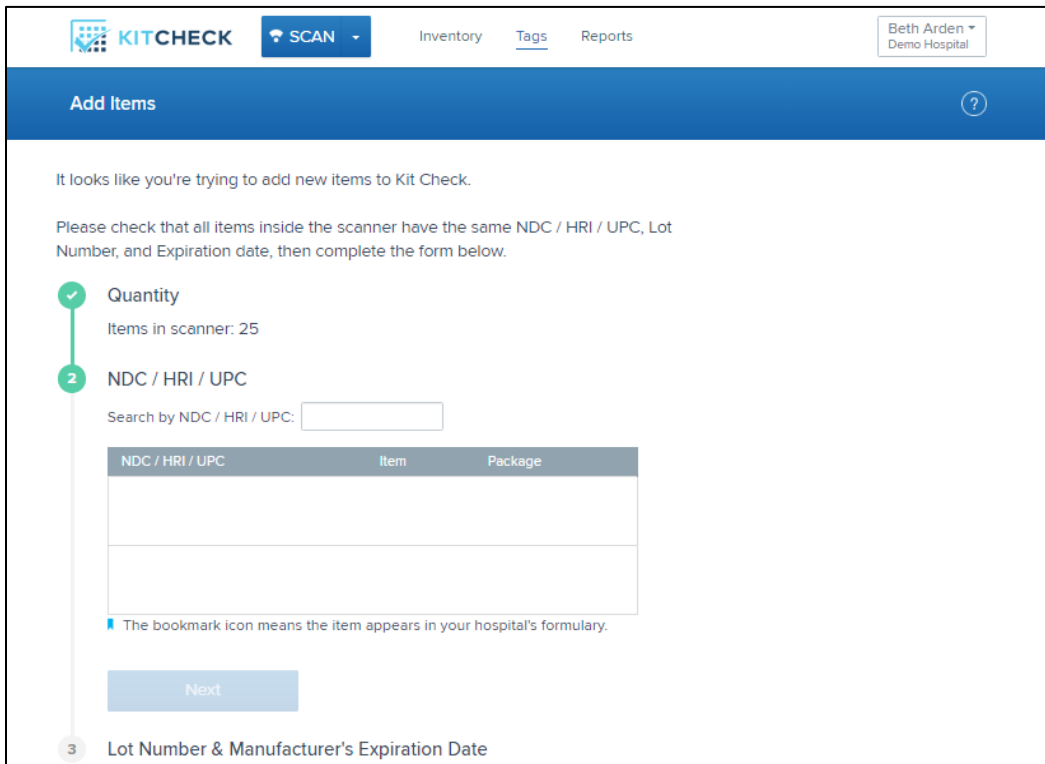 KITCHECK
SCAN
Inventory
Tags
Reports
Beth Arden
Demo Hospital
Add Items
?
It looks like you're trying to add new items to Kit Check.
Please check that all items inside the scanner have the same NDC / HRI / UPC, Lot
Number, and Expiration date, then complete the form below.
Quantity
Items in scanner: 25
2
NDC / HRI / UPC
Search by NDC / HRI / UPC:
NDC / HRI / UPC
Item
Package
The bookmark icon means the item appears in your hospital's formulary.
Next
3
Lot Number & Manufacturer's Expiration Date